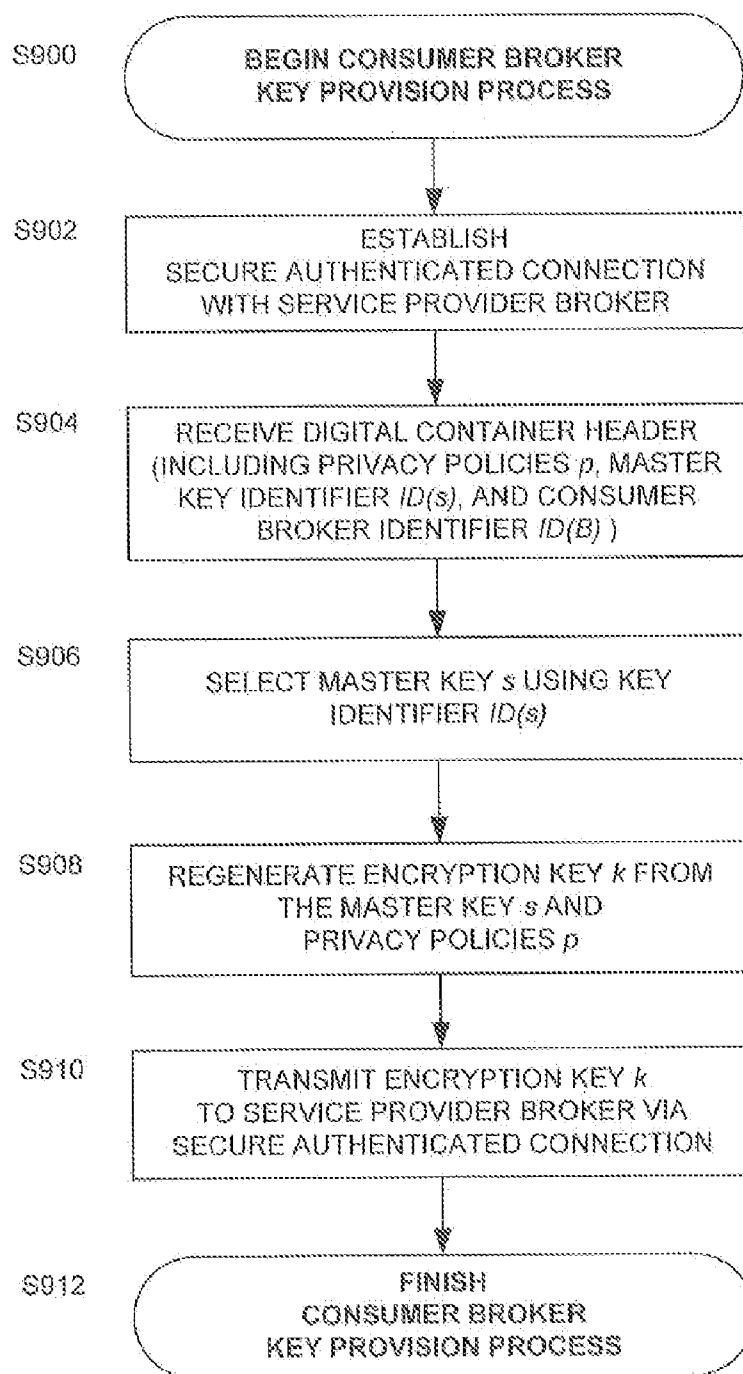 S900
BEGIN CONSUMER BROKER
KEY PROVISION PROCESS
S902
ESTABLISH
SECURE AUTHENTICATED CONNECTION
WITH SERVICE PROVIDER BROKER
S904
RECEIVE DIGITAL CONTAINER HEADER
(INCLUDING PRIVACY POLICIES p, MASTER
KEY IDENTIFIER ID(s), AND CONSUMER
BROKER IDENTIFIER ID(B) )
S906
SELECT MASTER KEY s USING KEY
IDENTIFIER ID(s)
S908
REGENERATE ENCRYPTION KEY k FROM
THE MASTER KEY s AND
PRIVACY POLICIES p
S910
TRANSMIT ENCRYPTION KEY k
TO SERVICE PROVIDER BROKER VIA
SECURE AUTHENTICATED CONNECTION
S912
FINISH
CONSUMER BROKER
KEY PROVISION PROCESS